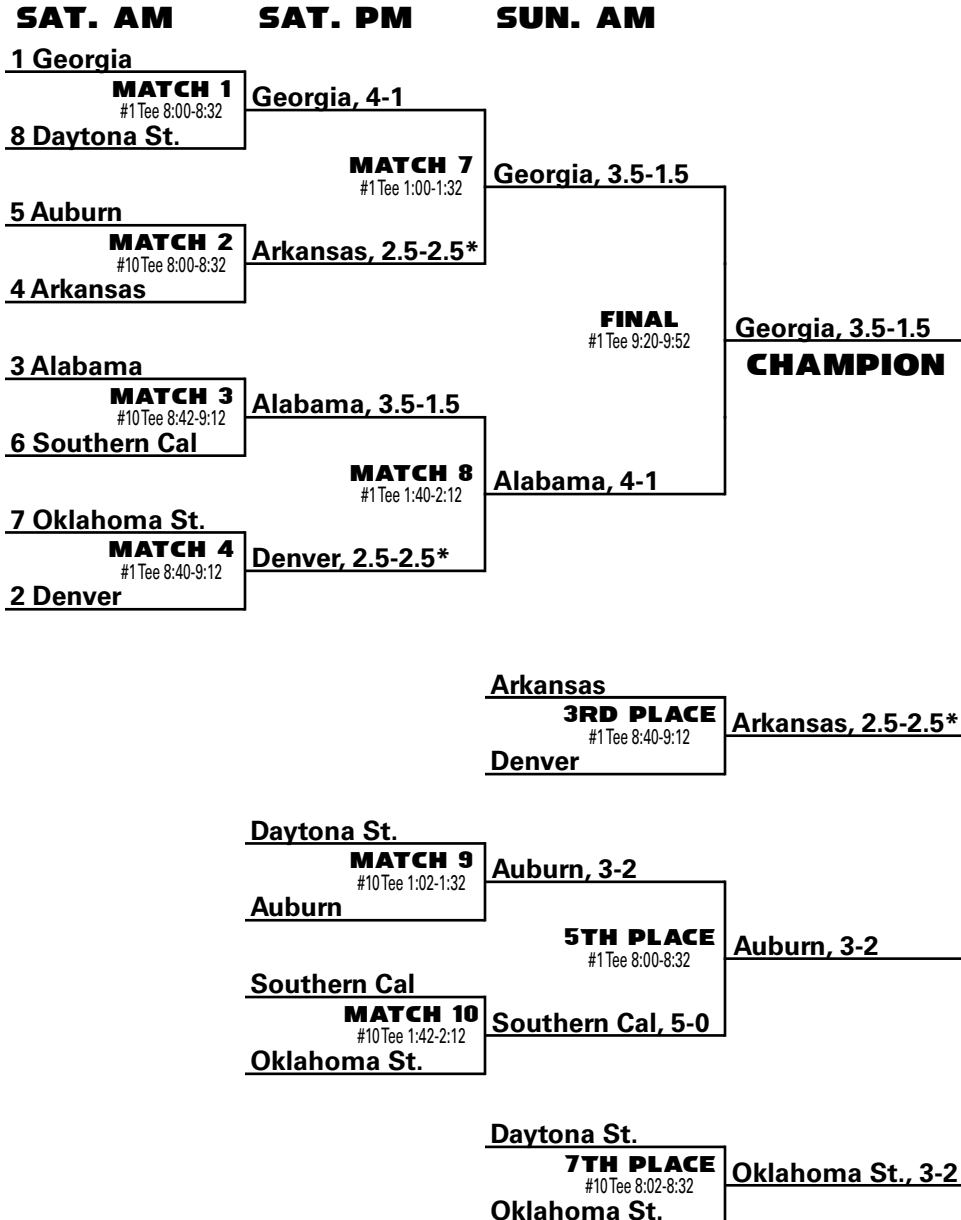 SAT. AM SAT. PM SUN. AM
1 Georgia
MATCH 1
#1 Tee 8:00-8:32
Georgia, 4-1
8 Daytona St.
MATCH 7
#1 Tee 1:00-1:32
Georgia, 3.5-1.5
5 Auburn
MATCH 2
#10 Tee 8:00-8:32
Arkansas, 2.5-2.5*
4 Arkansas
FINAL
#1 Tee 9:20-9:52
Georgia, 3.5-1.5
CHAMPION
3 Alabama
MATCH 3
#10 Tee 8:42-9:12
Alabama, 3.5-1.5
6 Southern Cal
MATCH 8
#1 Tee 1:40-2:12
Alabama, 4-1
7 Oklahoma St.
MATCH 4
#1 Tee 8:40-9:12
Denver, 2.5-2.5*
2 Denver
Arkansas
3RD PLACE
#1 Tee 8:40-9:12
Arkansas, 2.5-2.5*
Denver
Daytona St.
MATCH 9
#10 Tee 1:02-1:32
Auburn, 3-2
Auburn
5TH PLACE
#1 Tee 8:00-8:32
Auburn, 3-2
Southern Cal
MATCH 10
#10 Tee 1:42-2:12
Southern Cal, 5-0
Oklahoma St.
Daytona St.
7TH PLACE
#10 Tee 8:02-8:32
Oklahoma St., 3-2
Oklahoma St.